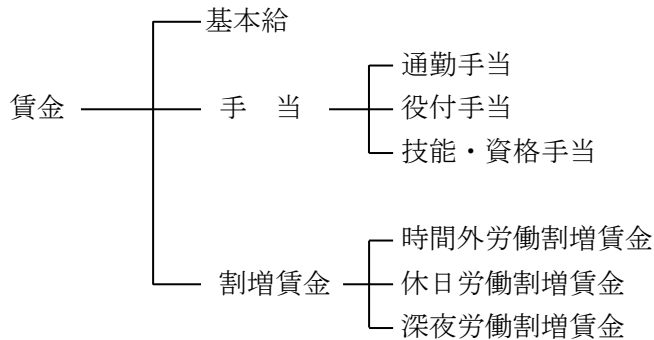 基本給
通勤手当
賃金 手 当 役付手当
技能・資格手当
時間外労働割増賃金
割増賃金 休日労働割増賃金
深夜労働割増賃金